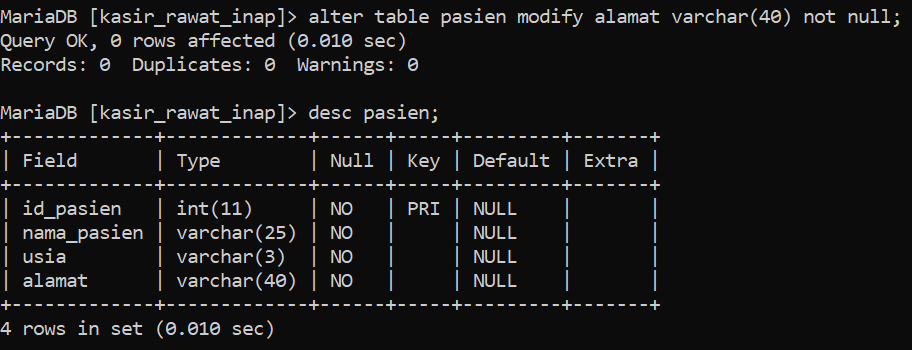 MariaDB [kasir_rawat_inap]> alter table pasien modify alamat varchar(40) not null;
Query OK, 0 rows affected (0.010 sec)
Records: 0  Duplicates: 0  Warnings: 0

MariaDB [kasir_rawat_inap]> desc pasien;
+-------------+-------------+------+-----+---------+-------+
| Field       | Type        | Null | Key | Default | Extra |
+-------------+-------------+------+-----+---------+-------+
| id_pasien   | int(11)     | NO   | PRI | NULL    |       |
| nama_pasien | varchar(25) | NO   |     | NULL    |       |
| usia        | varchar(3)  | NO   |     | NULL    |       |
| alamat      | varchar(40) | NO   |     | NULL    |       |
+-------------+-------------+------+-----+---------+-------+
4 rows in set (0.010 sec)